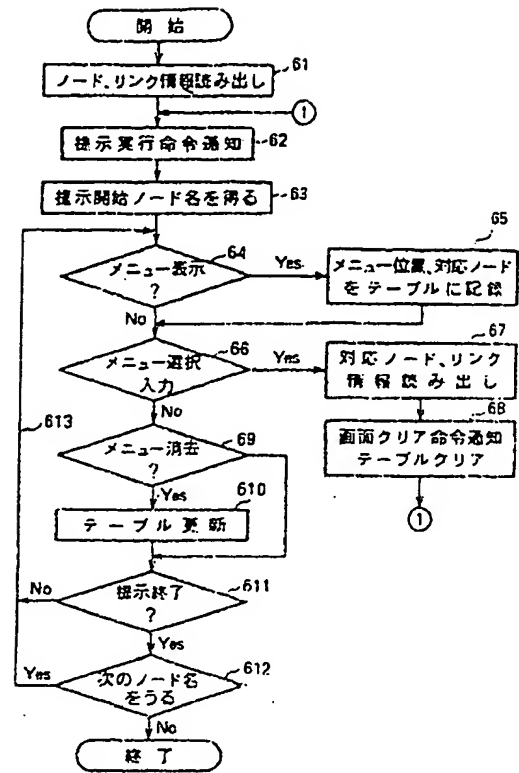 開始
ノード、リンク情報読み出し
61
①
提示実行命令通知
62
提示開始ノード名を得る
63
メニュー表示
?
64
Yes
No
メニュー位置、対応ノード
をテーブルに記録
65
メニュー選択
入力
66
Yes
No
対応ノード、リンク
情報読み出し
67
画面クリア命令通知
テーブルクリア
68
①
613
メニュー消去
?
69
Yes
テーブル更新
610
提示終了
?
611
No
Yes
次のノード名
をうる
612
Yes
No
終了